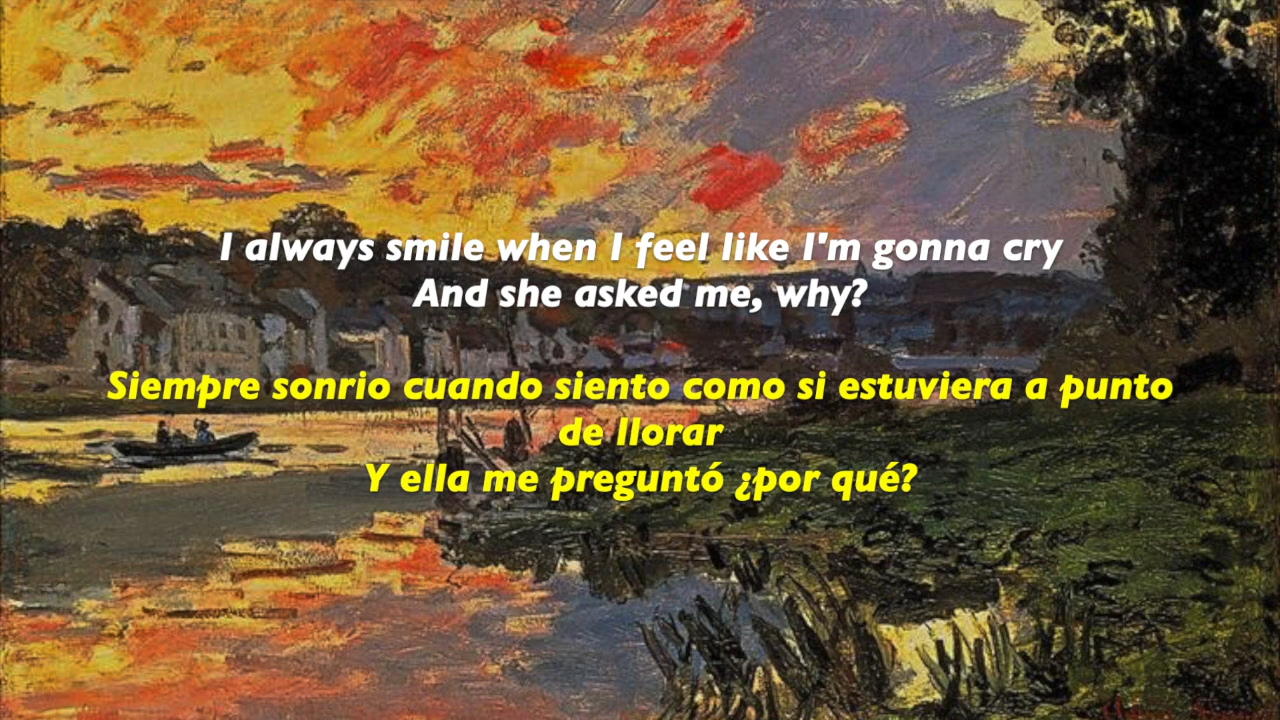 I always smile when I feel like I'm gonna cry
And she asked me, why?
Siempre sonrio cuando siento como si estuviera a punto
de llorar
Y ella me preguntó ¿por qué?